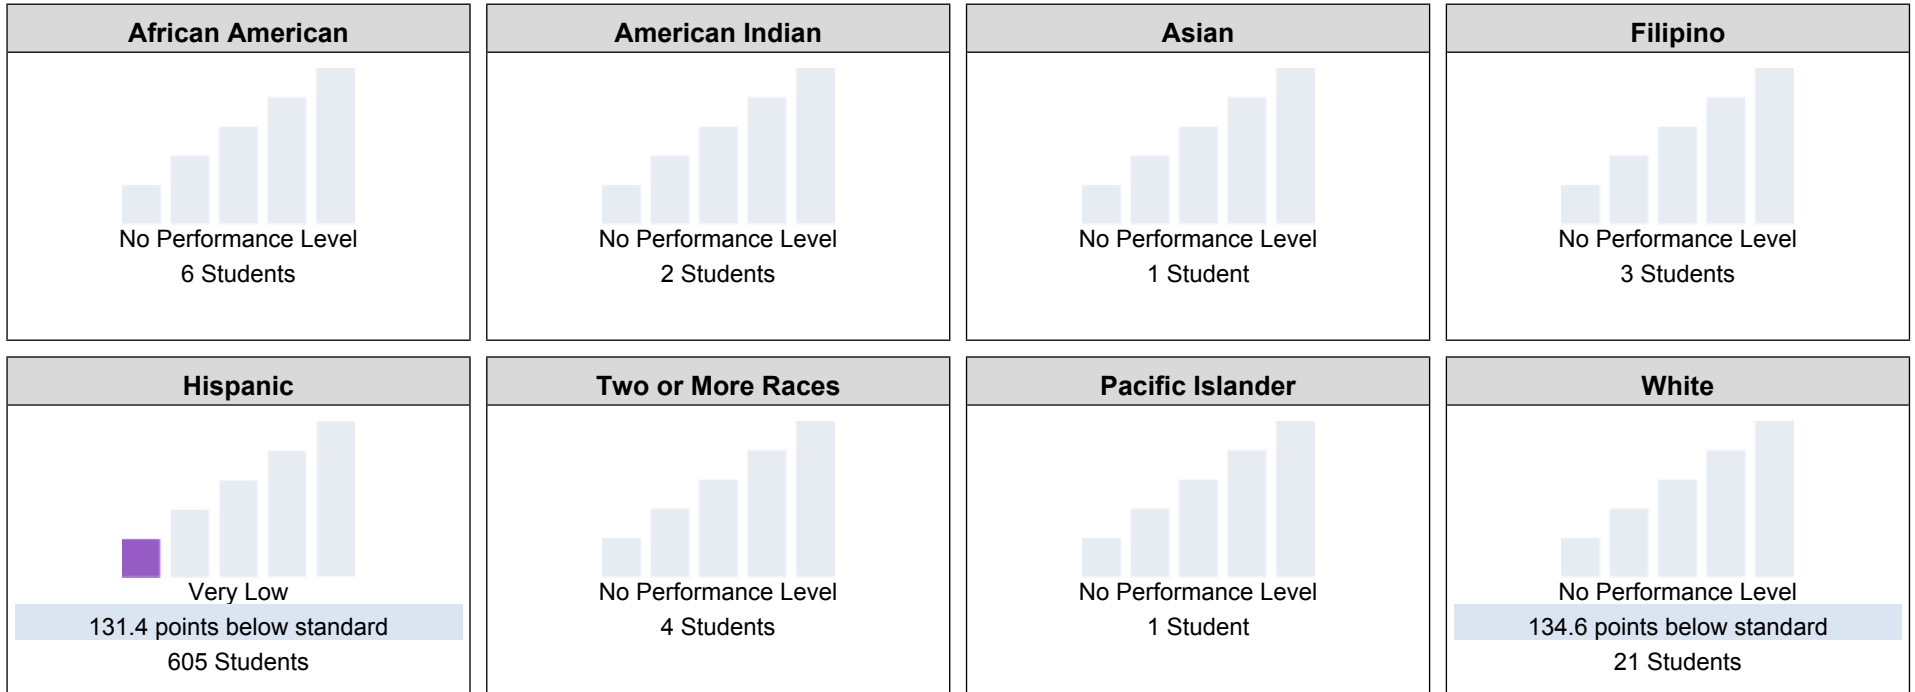 African American
No Performance Level
6 Students
American Indian
No Performance Level
2 Students
Asian
No Performance Level
1 Student
Filipino
No Performance Level
3 Students
Hispanic
Very Low
131.4 points below standard
605 Students
Two or More Races
No Performance Level
4 Students
Pacific Islander
No Performance Level
1 Student
White
No Performance Level
134.6 points below standard
21 Students